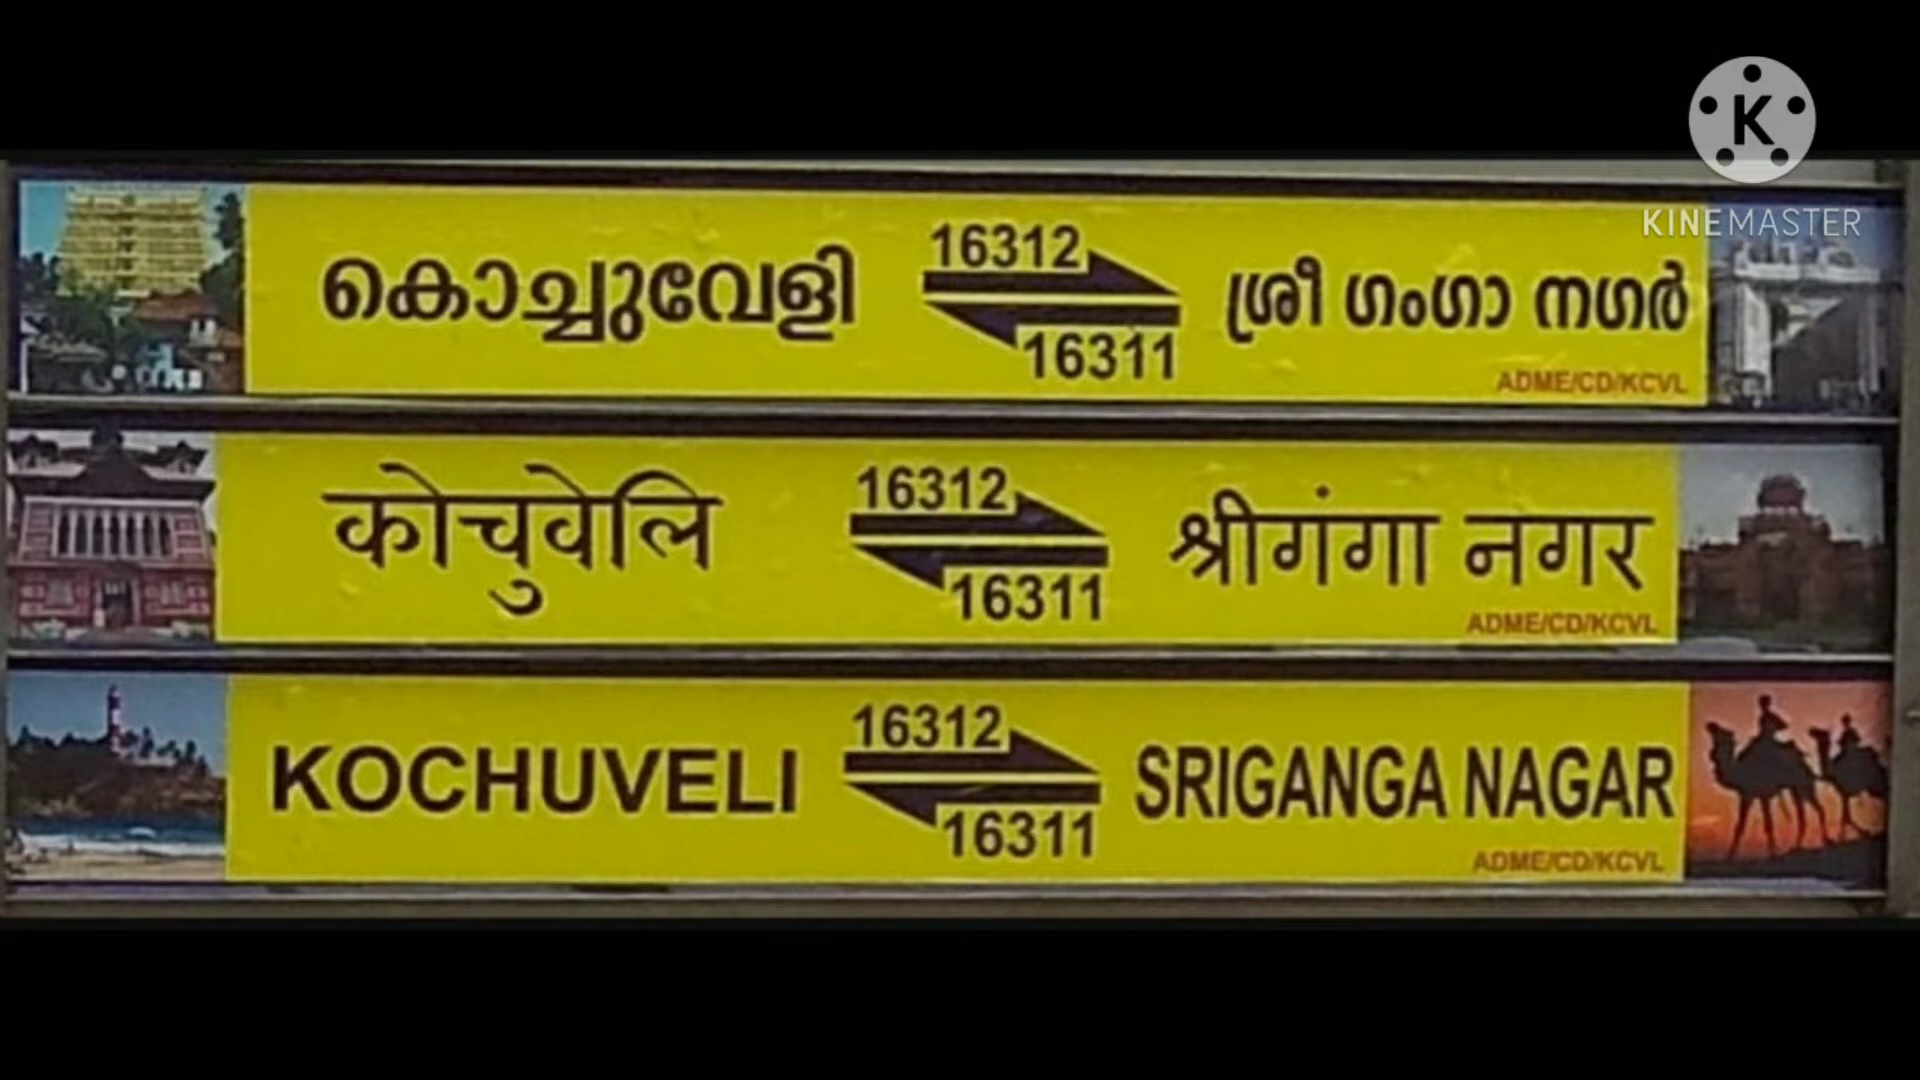 K
KINEMASTER
കൊച്ചുവേളി 16312 ശ്രീ ഗംഗാ നഗർ
16311
ADME/CD/KCVL
कोचुवेलि 16312 श्रीगंगा नगर
16311
ADME/CD/KCVL
KOCHUVELI 16312 SRIGANGA NAGAR
16311
ADME/CD/KCVL